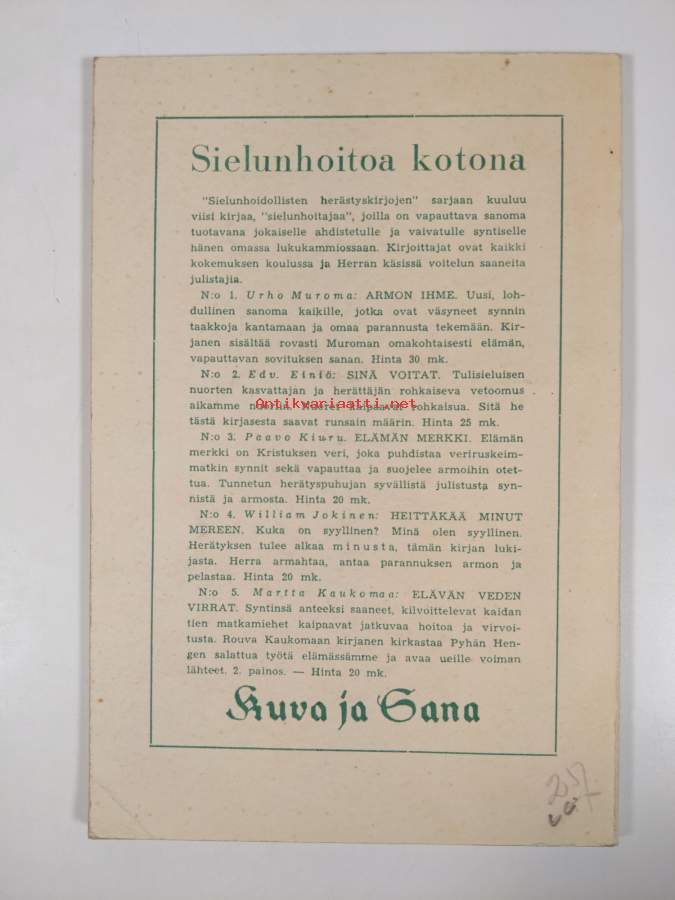 Sielunhoitoa kotona
"Sielunhoidollisten herästyskirjojen" sarjaan kuuluu
viisi kirjaa, "sielunhoitajaa", joilla on vapauttava sanoma
tuotavana jokaiselle ahdistetulle ja vaivatulle syntiselle
hänen omassa lukukammiossaan. Kirjoittajat ovat kaikki
kokemuksen koulussa ja Herran käsissä voitelun saaneita
julistajia.
N:o 1. Urho Muroma: ARMON IHME. Uusi, loh-
dullinen sanoma kaikille, jotka ovat väsyneet synnin
taakkoja kantamaan ja omaa parannusta tekemään. Kir-
janen sisältää rovasti Muroman omakohtaisesti elämän,
vapauttavan sovituksen sanan. Hinta 30 mk.
N:o 2. Edv. Einiö: SINÄ VOITAT. Tulisieluisen
nuorten kasvattajan ja herättäjän rohkaiseva vetoomus
aikamme kaipaavat rohkaisua. Sitä he
Antikvariaatti.net
tästä kirjasesta saavat runsain määrin. Hinta 25 mk.
N:o 3. Paavo Kiuru. ELÄMÄN MERKKI. Elämän
merkki on Kristuksen veri, joka puhdistaa veriruskeim-
matkin synnit sekä vapauttaa ja suojelee armoihin otet-
tua. Tunnetun herätyspuhujan syvällistä julistusta syn-
nistä ja armosta. Hinta 20 mk.
N:o 4. William Jokinen: HEITTÄKÄÄ MINUT
MEREEN. Kuka on syyllinen? Minä olen syyllinen.
Herätyksen tulee alkaa minusta, tämän kirjan luki-
jasta. Herra armahtaa, antaa parannuksen armon ja
pelastaa. Hinta 20 mk.
N:o 5. Martta Kaukomaa: ELÄVÄN VEDEN
VIRRAT. Syntinsä anteeksi saaneet, kilvoittelevat kaidan
tien matkamiehet kaipaavat jatkuvaa hoitoa ja virvoi-
tusta. Rouva Kaukomaan kirjanen kirkastaa Pyhän Hen-
gen salattua työtä elämässämme ja avaa ueille voiman
lähteet. 2. painos. — Hinta 20 mk.
Kuva ja Sana